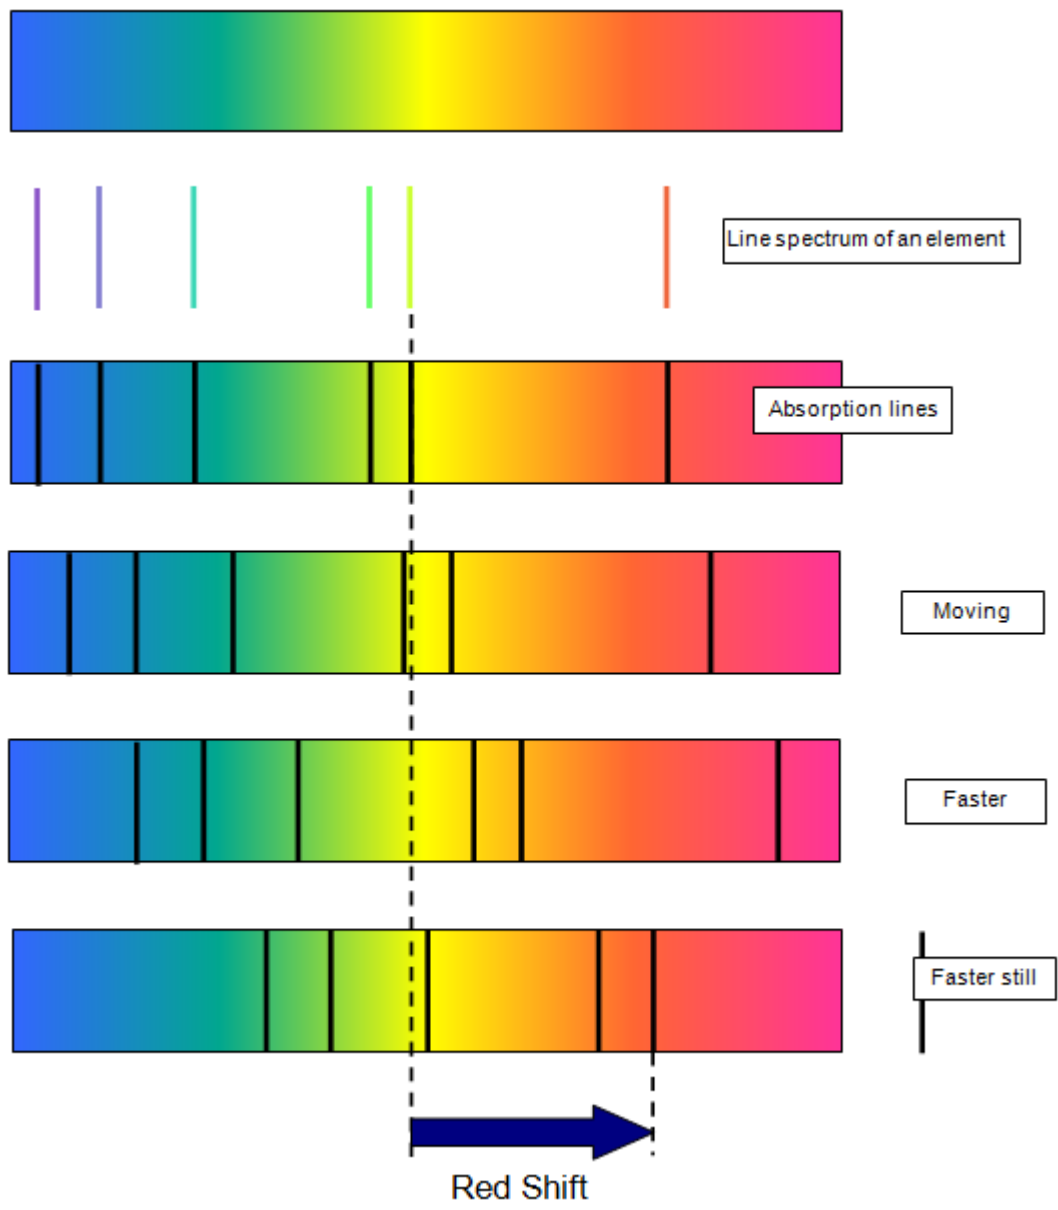 Line spectrum of an element
Absorption lines
Moving
Faster
Faster still
Red Shift